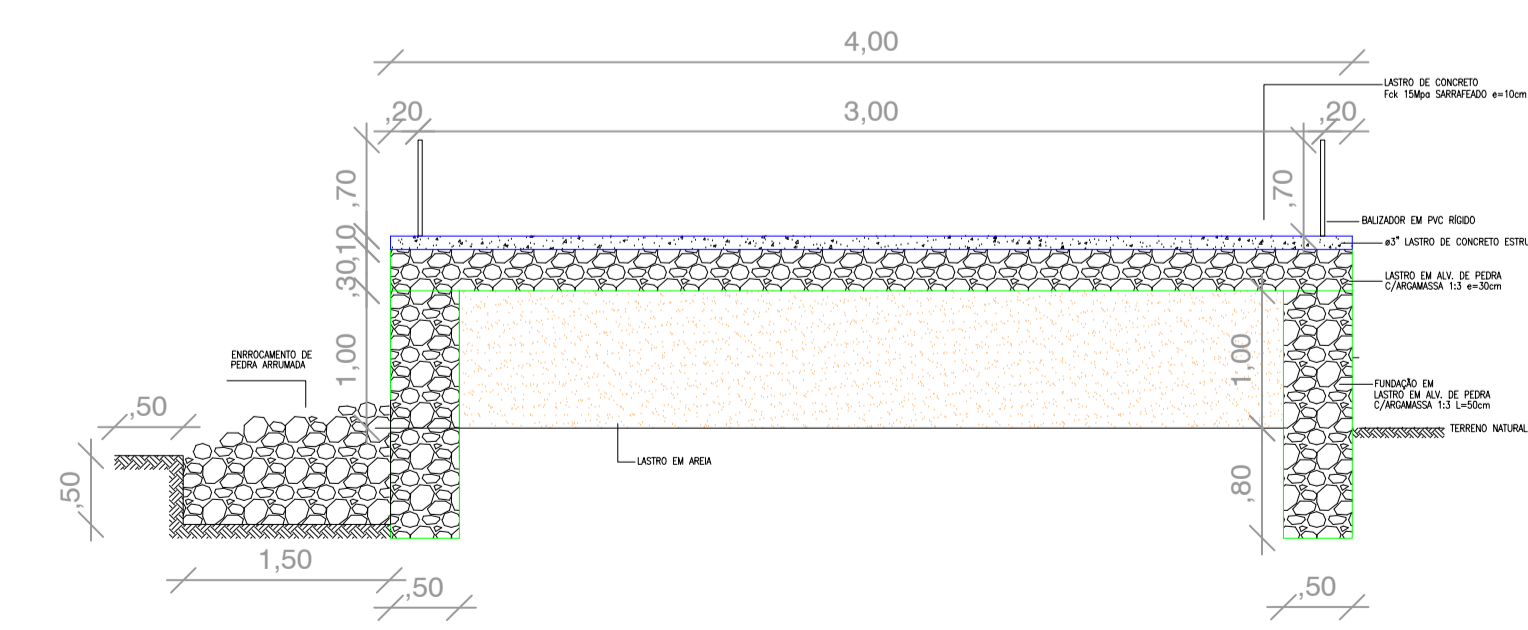 4,00
LASTRO DE CONCRETO
Fck 15Mpa SARRAFEADO e=10cm
,20
3,00
,20
,70
,70
BALIZADOR EM PVC RÍGIDO
,10
ø3" LASTRO DE CONCRETO ESTRU
,30
LASTRO EM ALV. DE PEDRA
C/ARGAMASSA 1:3 e=30cm
ENRROCAMENTO DE
PEDRA ARRUMADA
1,00
1,00
FUNDAÇÃO EM
LASTRO EM ALV. DE PEDRA
C/ARGAMASSA 1:3 L=50cm
,50
TERRENO NATURAL
LASTRO EM AREIA
,50
,80
1,50
,50
,50